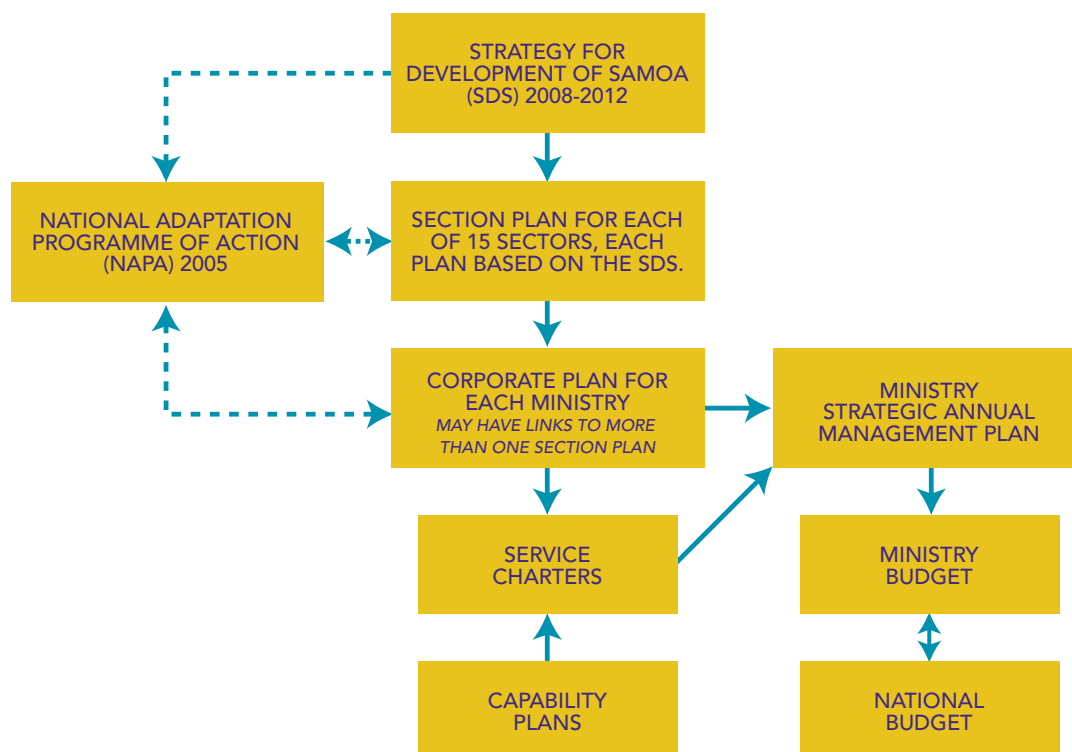 STRATEGY FOR
DEVELOPMENT OF SAMOA
(SDS) 2008-2012
NATIONAL ADAPTATION
PROGRAMME OF ACTION
(NAPA) 2005
SECTION PLAN FOR EACH
OF 15 SECTORS, EACH
PLAN BASED ON THE SDS.
CORPORATE PLAN FOR
EACH MINISTRY
MAY HAVE LINKS TO MORE
THAN ONE SECTION PLAN
MINISTRY
STRATEGIC ANNUAL
MANAGEMENT PLAN
SERVICE
CHARTERS
MINISTRY
BUDGET
CAPABILITY
PLANS
NATIONAL
BUDGET